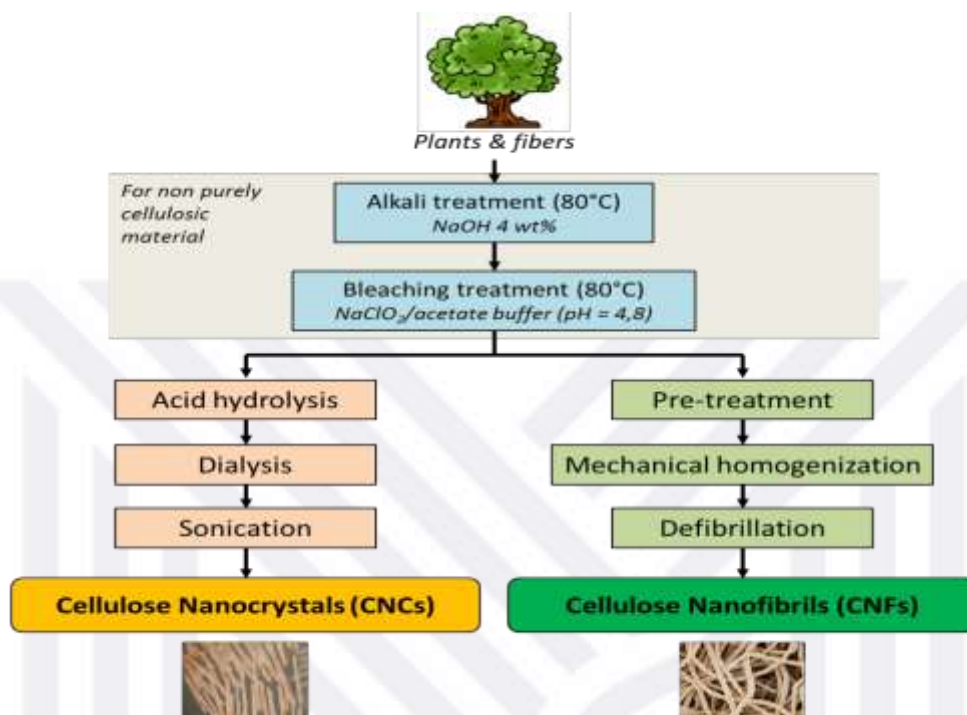 Plants & fibers
For non purely
cellulosic
material
Alkali treatment (80°C)
NaOH 4 wt%
Bleaching treatment (80°C)
NaClO₂/acetate buffer (pH = 4,8)
Acid hydrolysis
Pre-treatment
Dialysis
Mechanical homogenization
Sonication
Defibrillation
Cellulose Nanocrystals (CNCs)
Cellulose Nanofibrils (CNFs)